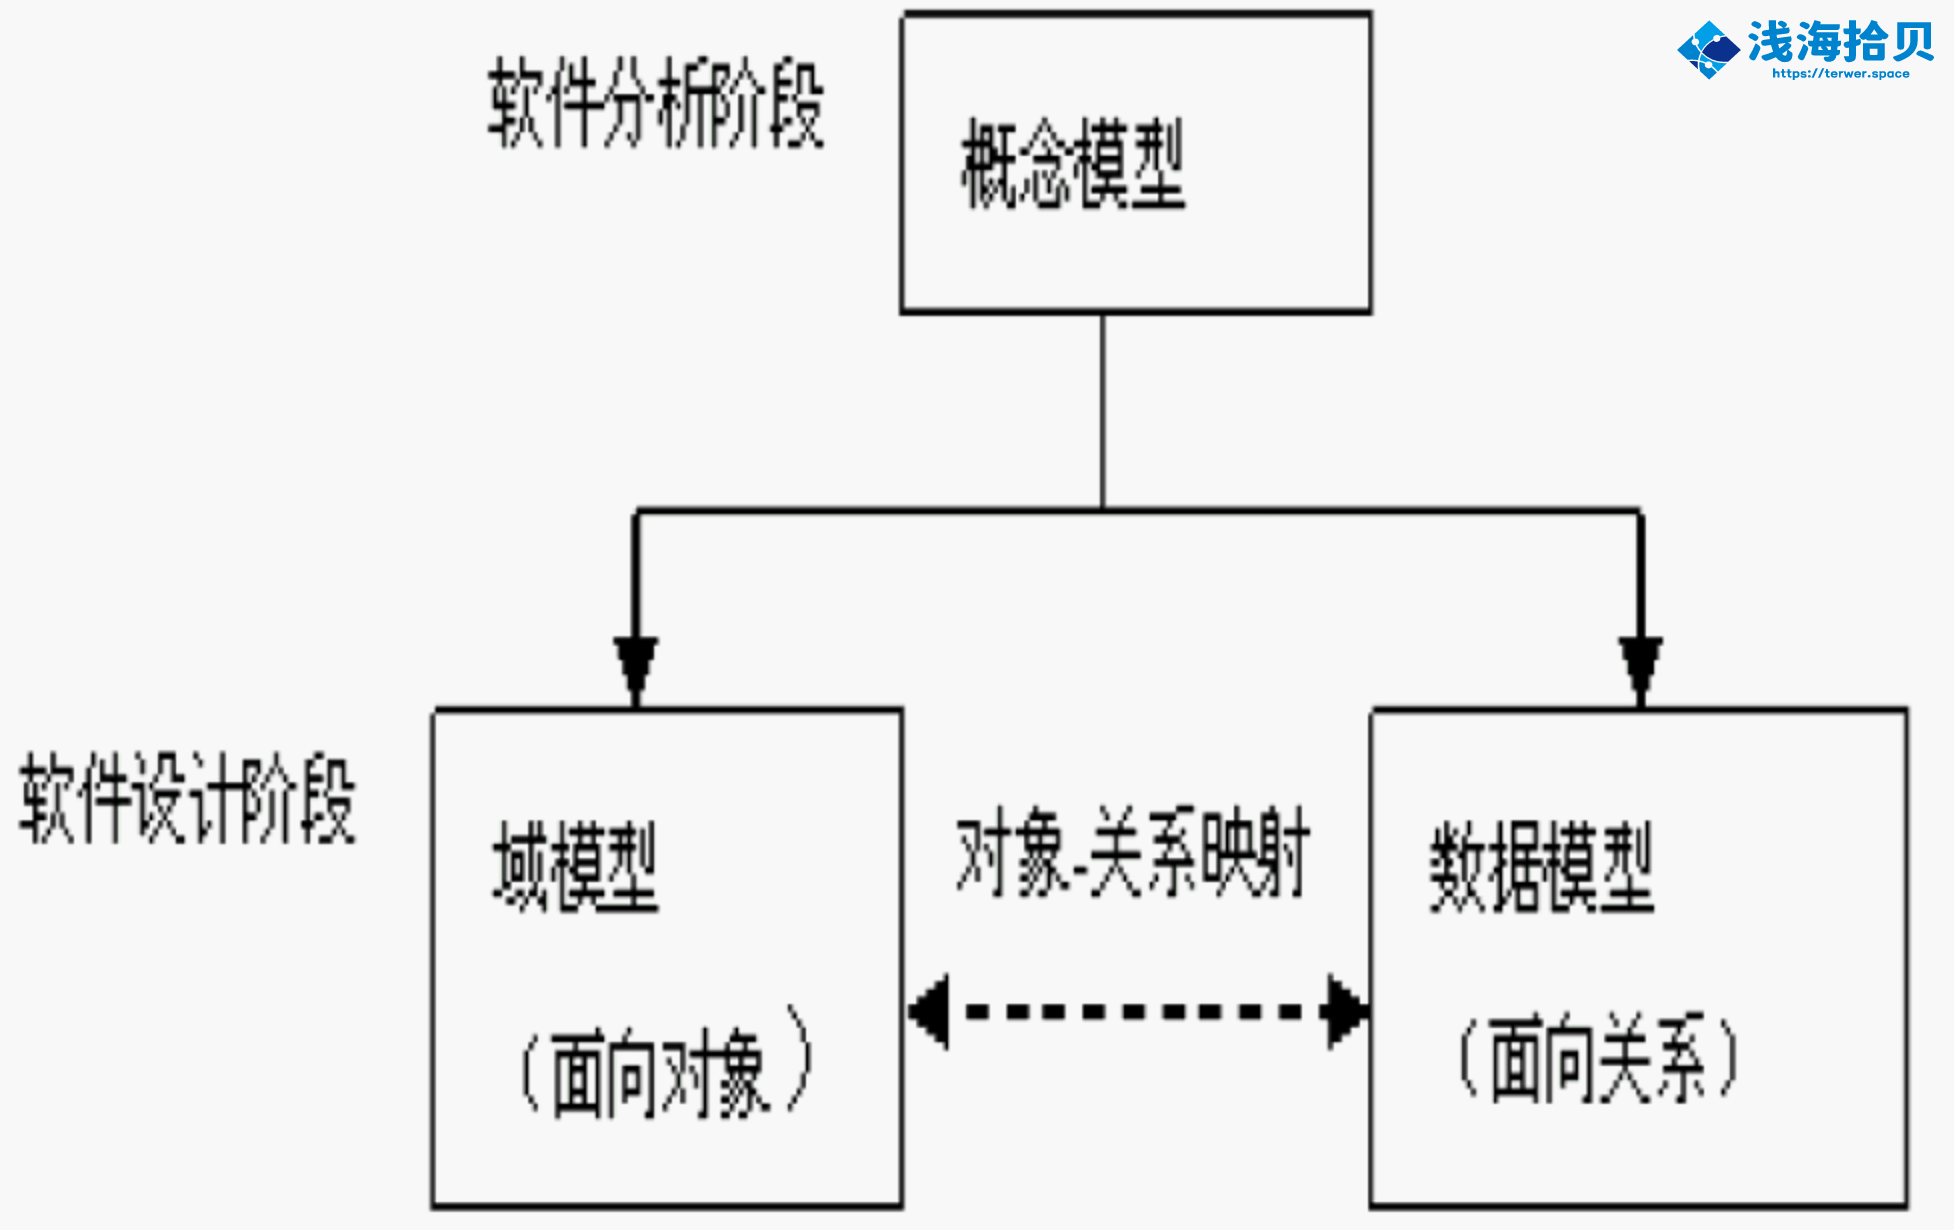 浅海拾贝
https://terwer.space
软件分析阶段
概念模型
软件设计阶段
域模型
(面向对象)
对象-关系映射
数据模型
(面向关系)